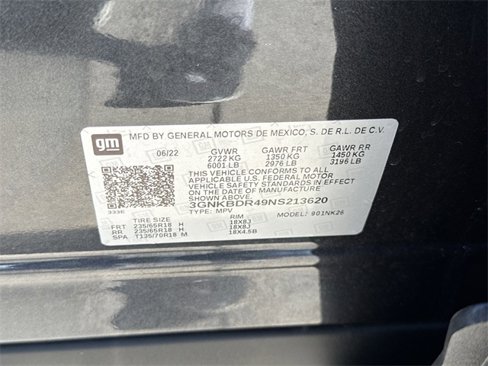 gm
MFD BY GENERAL MOTORS DE MEXICO, S. DE R.L. DE C.V.
06/22 GVWR GAWR FRT GAWR RR
2722 KG 1350 KG 1450 KG
6001 LB 2976 LB 3196 LB
THIS VEHICLE CONFORMS TO ALL APPLICABLE
U.S. FEDERAL MOTOR
VEHICLE SAFETY STANDARDS IN EFFECT
ON THE DATE OF MANUFACTURE
SHOWN ABOVE.
3GNKBDR49NS213620
333E TYPE: MPV MODEL: 901NK26
TIRE SIZE RIM
FRT 235/65R18 H 18X8J
RR 235/65R18 H 18X8J
SPA T135/70R18 M 18X4.5B